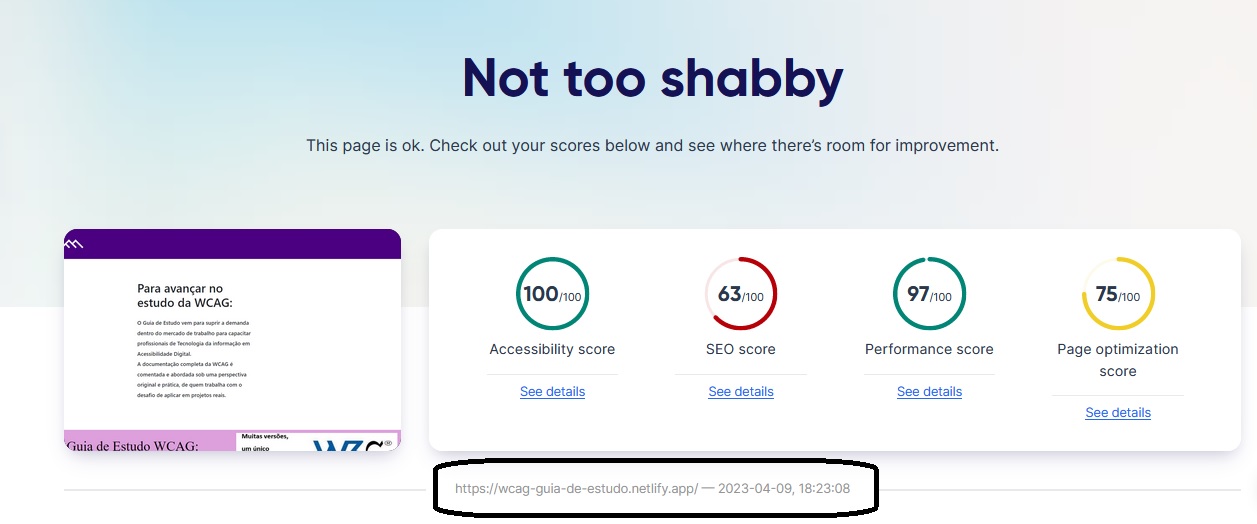 Not too shabby
This page is ok. Check out your scores below and see where there’s room for improvement.
Para avançar no
estudo da WCAG:
O Guia de Estudo vem para suprir a demanda
dentro do mercado de trabalho para capacitar
profissionais de Tecnologia da informação em
Acessibilidade Digital.
A documentação completa da WCAG é
comentada e abordada sob uma perspectiva
original e prática, de quem trabalha com o
desafio de aplicar em projetos reais.
Guia de Estudo WCAG:
Muitas versões,
um único
100/100
Accessibility score
See details
63/100
SEO score
See details
97/100
Performance score
See details
75/100
Page optimization
score
See details
https://wcag-guia-de-estudo.netlify.app/ — 2023-04-09, 18:23:08